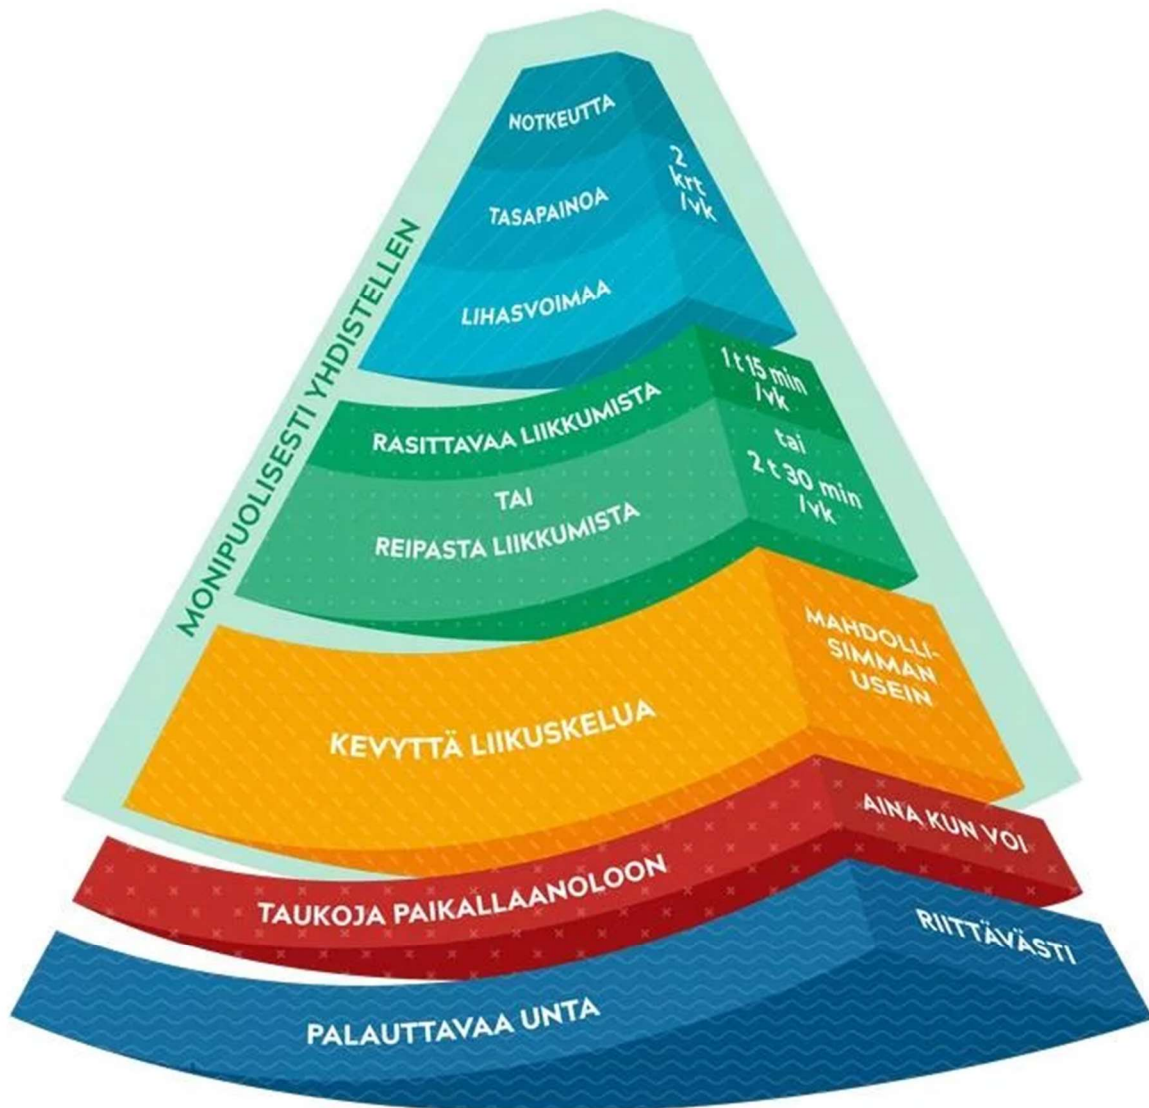 NOTKEUTTA
TASAPAINOA
LIHASVOIMAA
2
krt
/vk
MONIPUOLISESTI YHDISTELLEN
RASITTAVAA LIIKKUMISTA
1 t 15 min
/vk
TAI
REIPASTA LIIKKUMISTA
tai
2 t 30 min
/vk
KEVYTTÄ LIIKUSKELUA
MAHDOLLI-
SIMMAN
USEIN
TAUKOJA PAIKALLAANOLOON
AINA KUN VOI
PALAUTTAVAA UNTA
RIITTÄVÄSTI